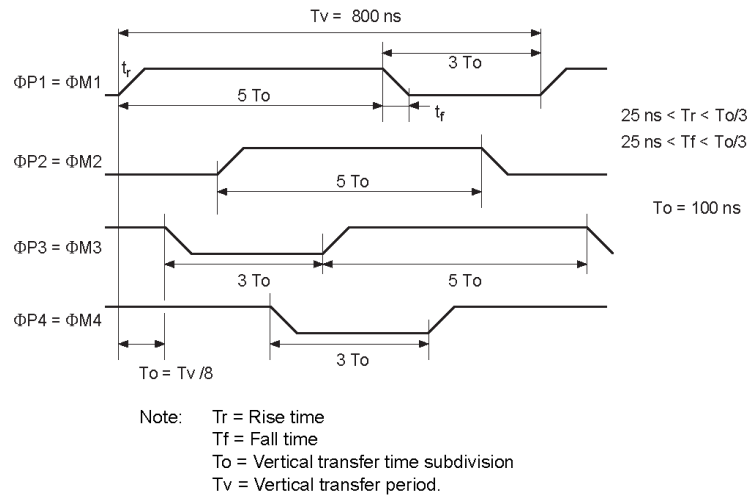 Tv = 800 ns
3 To
tr
ΦP1 = ΦM1
5 To
tf
25 ns < Tr < To/3
25 ns < Tf < To/3
ΦP2 = ΦM2
5 To
To = 100 ns
ΦP3 = ΦM3
3 To
5 To
ΦP4 = ΦM4
3 To
To = Tv /8
Note: Tr = Rise time
Tf = Fall time
To = Vertical transfer time subdivision
Tv = Vertical transfer period.